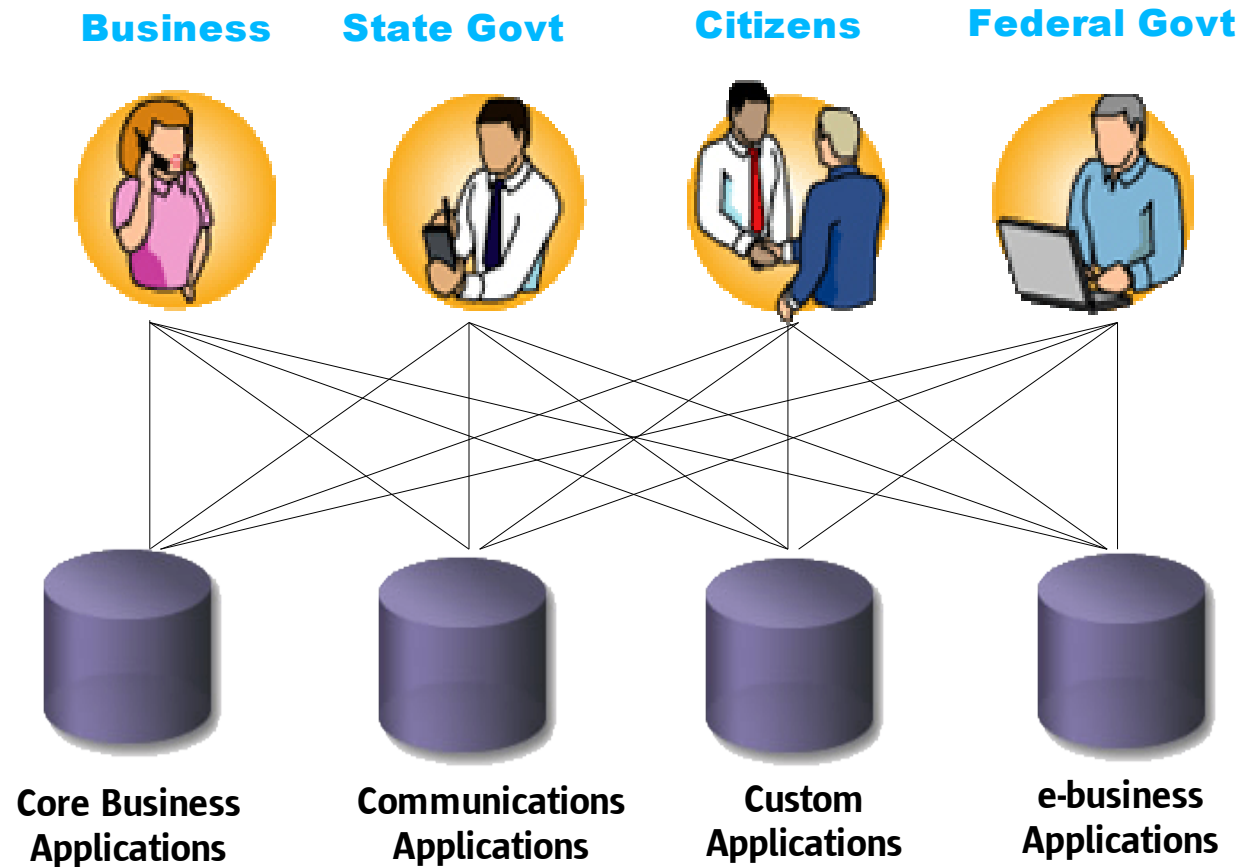 Business
State Govt
Citizens
Federal Govt
Core Business
Applications
Communications
Applications
Custom
Applications
e-business
Applications